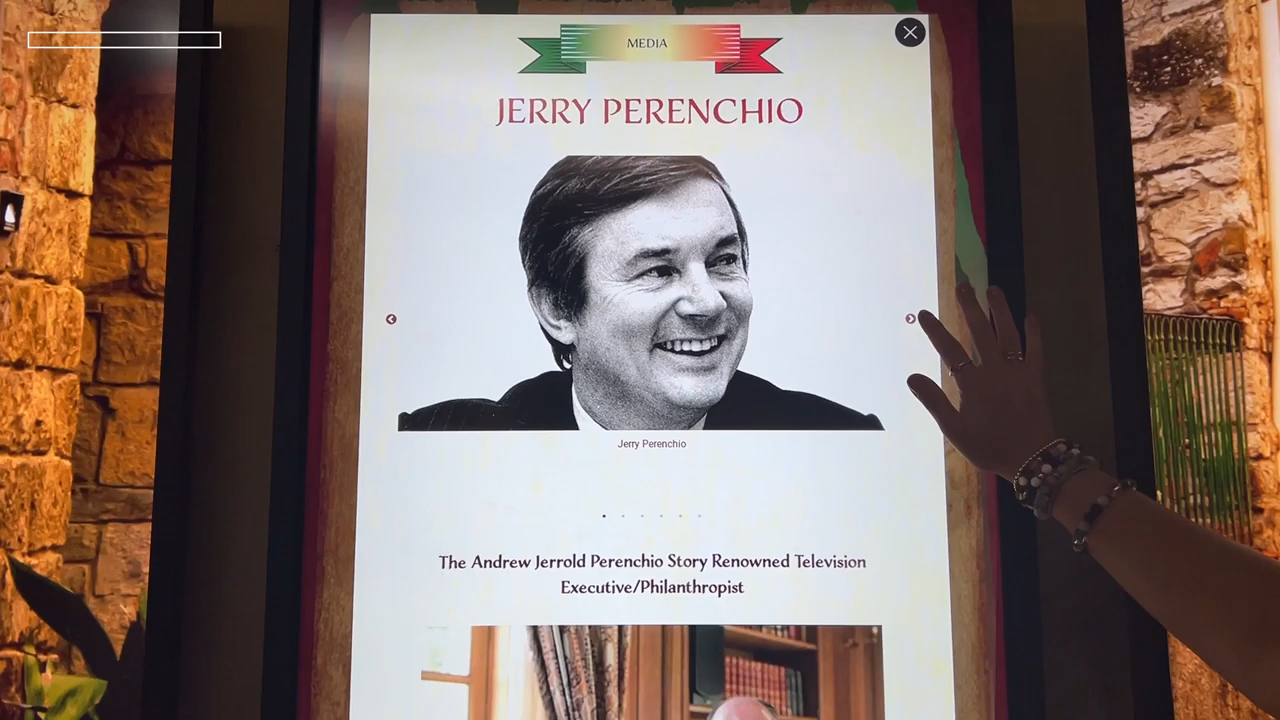 MEDIA
JERRY PERENCHIO
Jerry Perenchio
The Andrew Jerrold Perenchio Story Renowned Television
Executive/Philanthropist